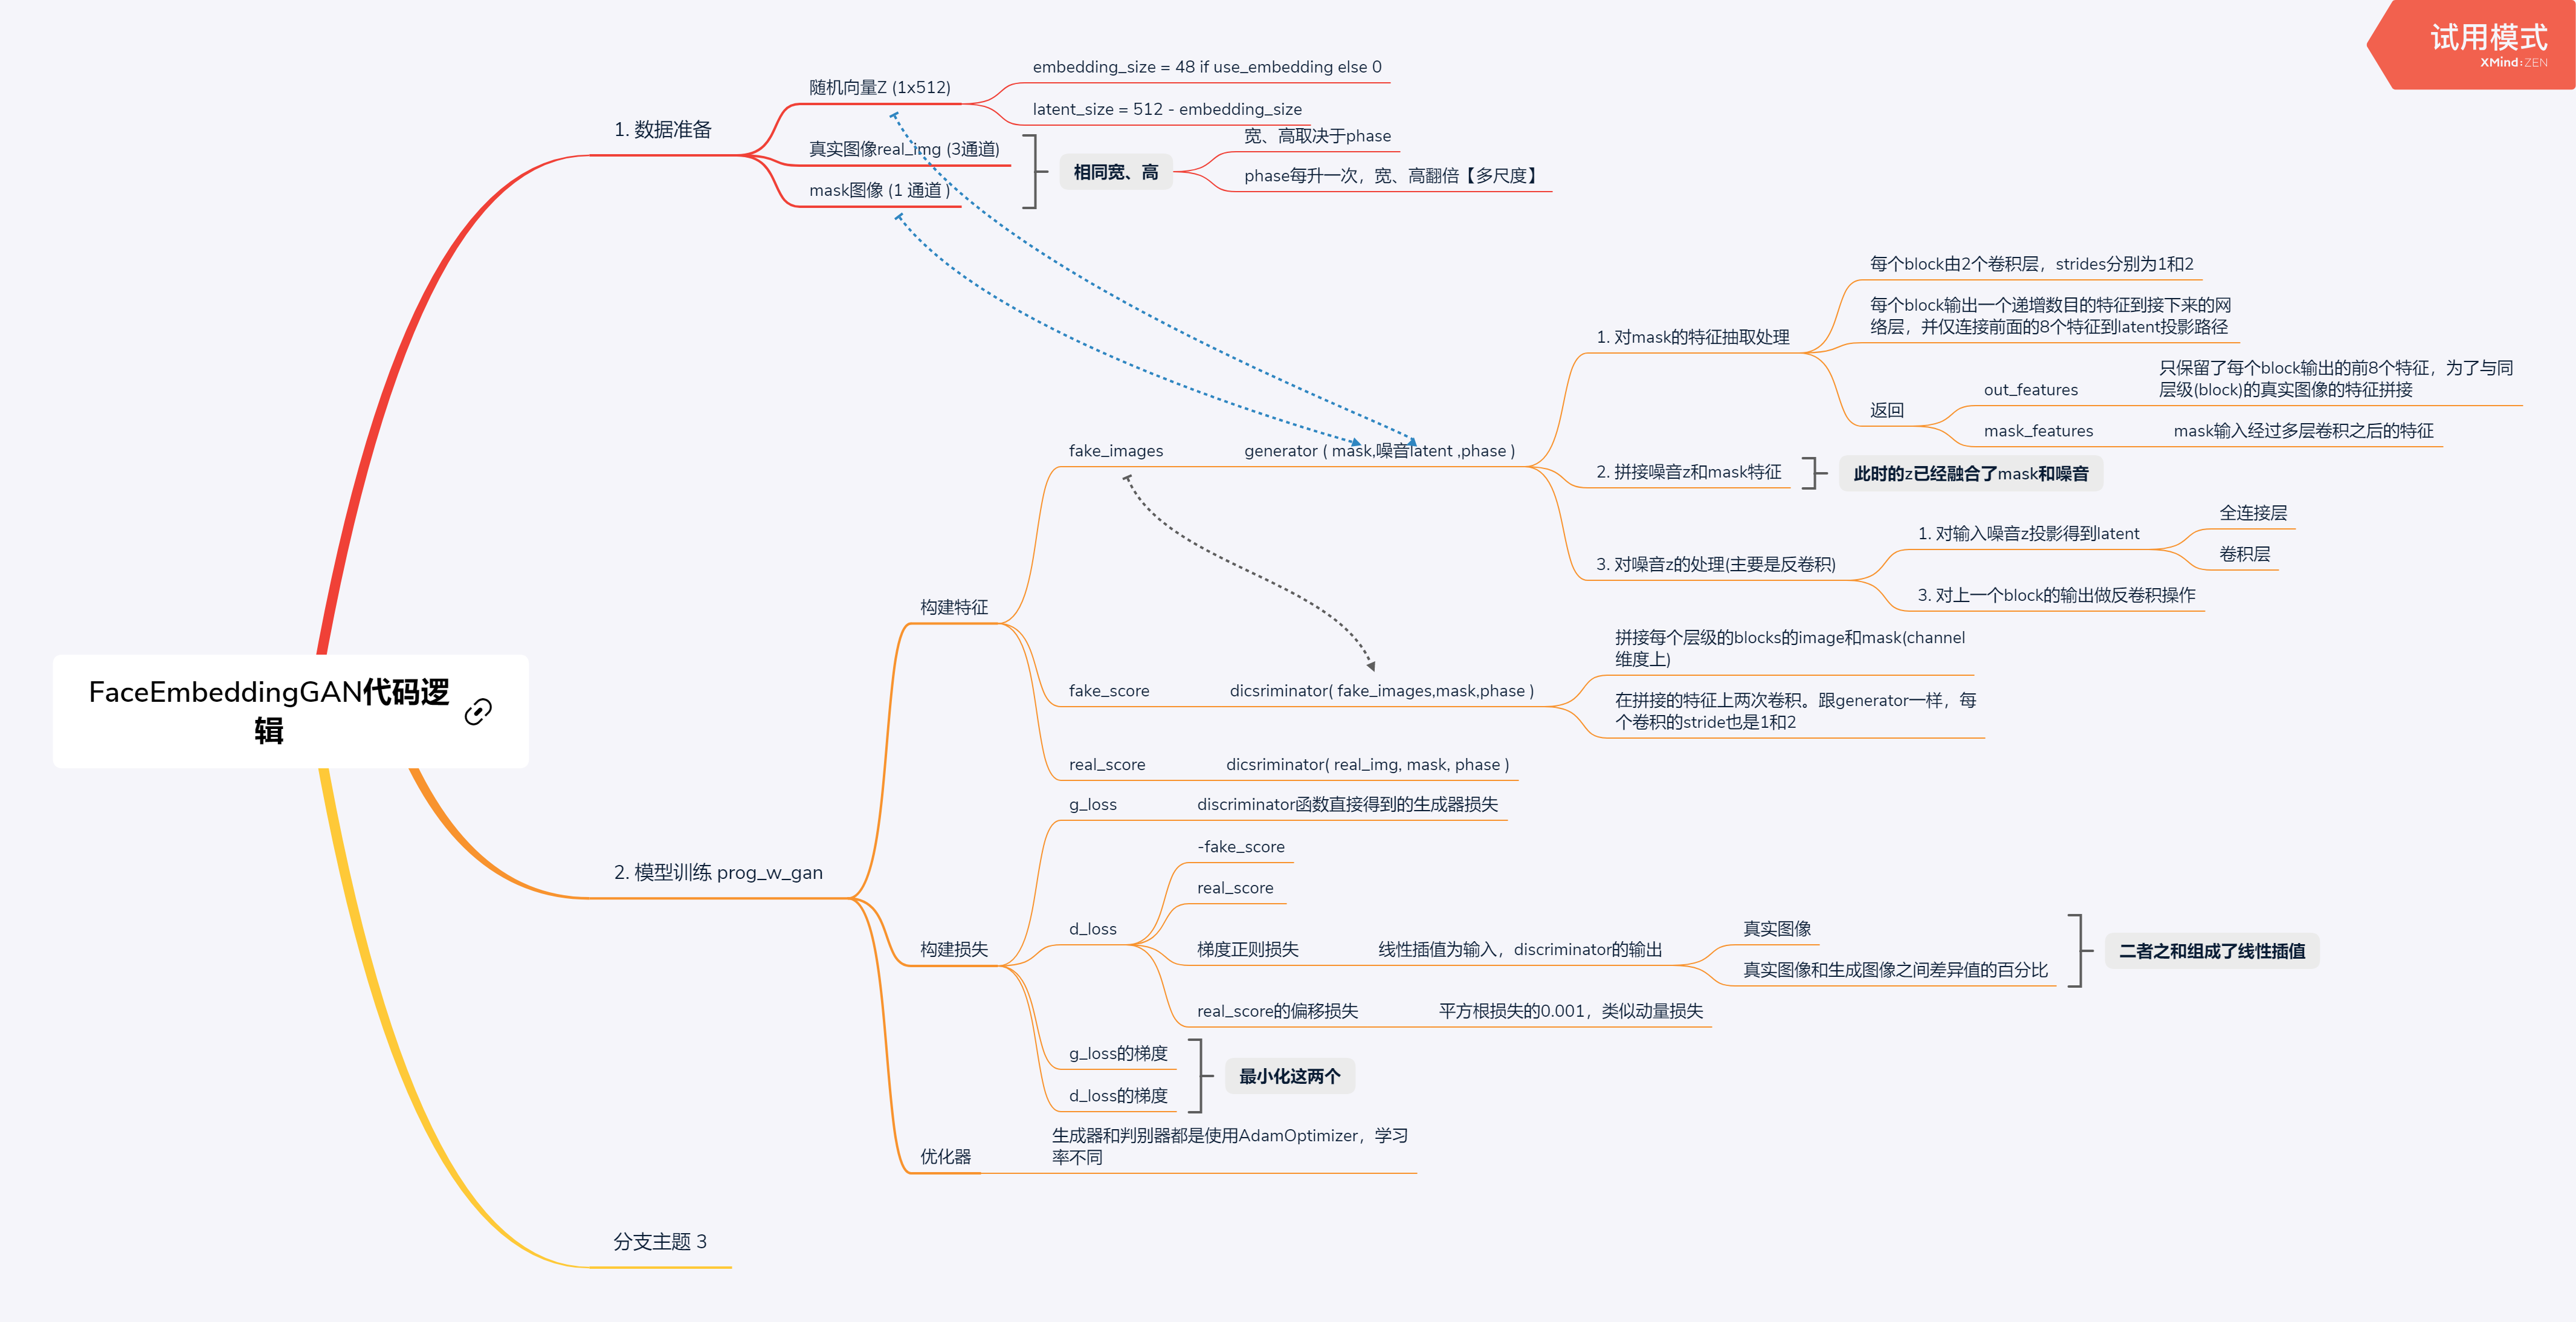 试用模式
XMind:ZEN
FaceEmbeddingGAN代码逻
辑
1. 数据准备
随机向量Z (1x512)
embedding_size = 48 if use_embedding else 0
latent_size = 512 - embedding_size
真实图像real_img (3通道)
mask图像 (1 通道 )
相同宽、高
宽、高取决于phase
phase每升一次，宽、高翻倍【多尺度】
2. 模型训练 prog_w_gan
构建特征
fake_images
generator ( mask,噪音latent ,phase )
1. 对mask的特征抽取处理
每个block由2个卷积层，strides分别为1和2
每个block输出一个递增数目的特征到接下来的网
络层，并仅连接前面的8个特征到latent投影路径
返回
out_features
只保留了每个block输出的前8个特征，为了与同
层级(block)的真实图像的特征拼接
mask_features
mask输入经过多层卷积之后的特征
2. 拼接噪音z和mask特征
此时的z已经融合了mask和噪音
3. 对噪音z的处理(主要是反卷积)
1. 对输入噪音z投影得到latent
全连接层
卷积层
3. 对上一个block的输出做反卷积操作
fake_score
dicsriminator( fake_images,mask,phase )
拼接每个层级的blocks的image和mask(channel
维度上)
在拼接的特征上两次卷积。跟generator一样，每
个卷积的stride也是1和2
real_score
dicsriminator( real_img, mask, phase )
构建损失
g_loss
discriminator函数直接得到的生成器损失
d_loss
-fake_score
real_score
梯度正则损失
线性插值为输入，discriminator的输出
真实图像
真实图像和生成图像之间差异值的百分比
二者之和组成了线性插值
real_score的偏移损失
平方根损失的0.001，类似动量损失
g_loss的梯度
d_loss的梯度
最小化这两个
优化器
生成器和判别器都是使用AdamOptimizer，学习
率不同
分支主题 3